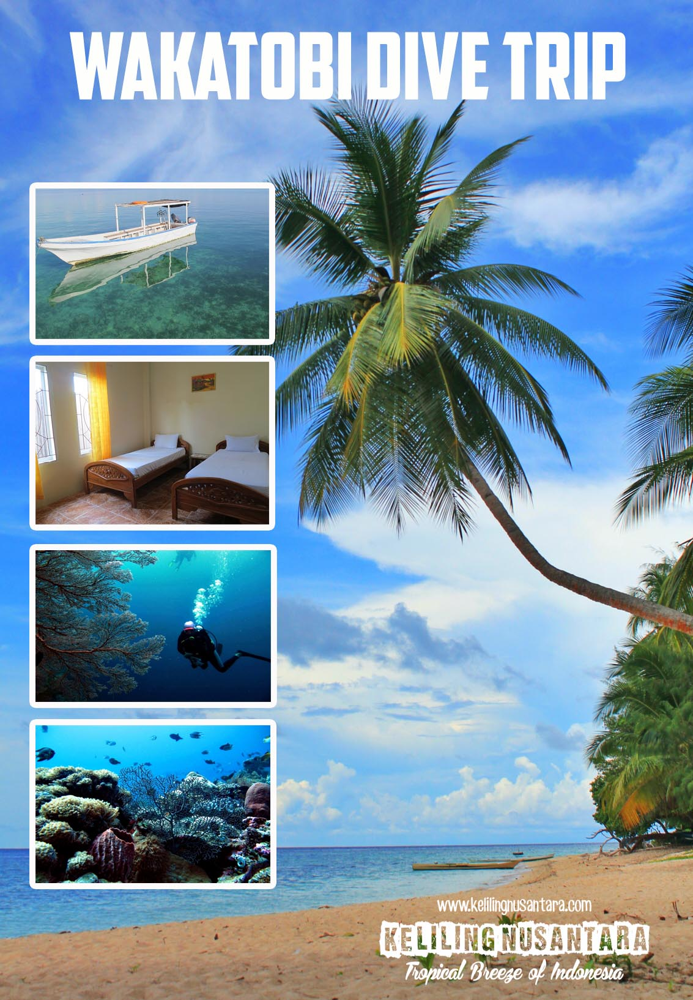 WAKATOBI DIVE TRIP
www.kelilingnusantara.com
KELILING NUSANTARA
Tropical Breeze of Indonesia